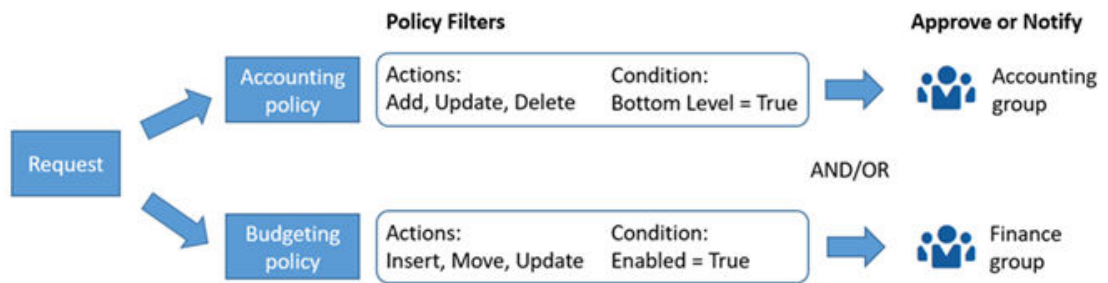 Policy Filters
Approve or Notify
Request
Accounting
policy
Actions:
Add, Update, Delete
Condition:
Bottom Level = True
Accounting
group
AND/OR
Budgeting
policy
Actions:
Insert, Move, Update
Condition:
Enabled = True
Finance
group